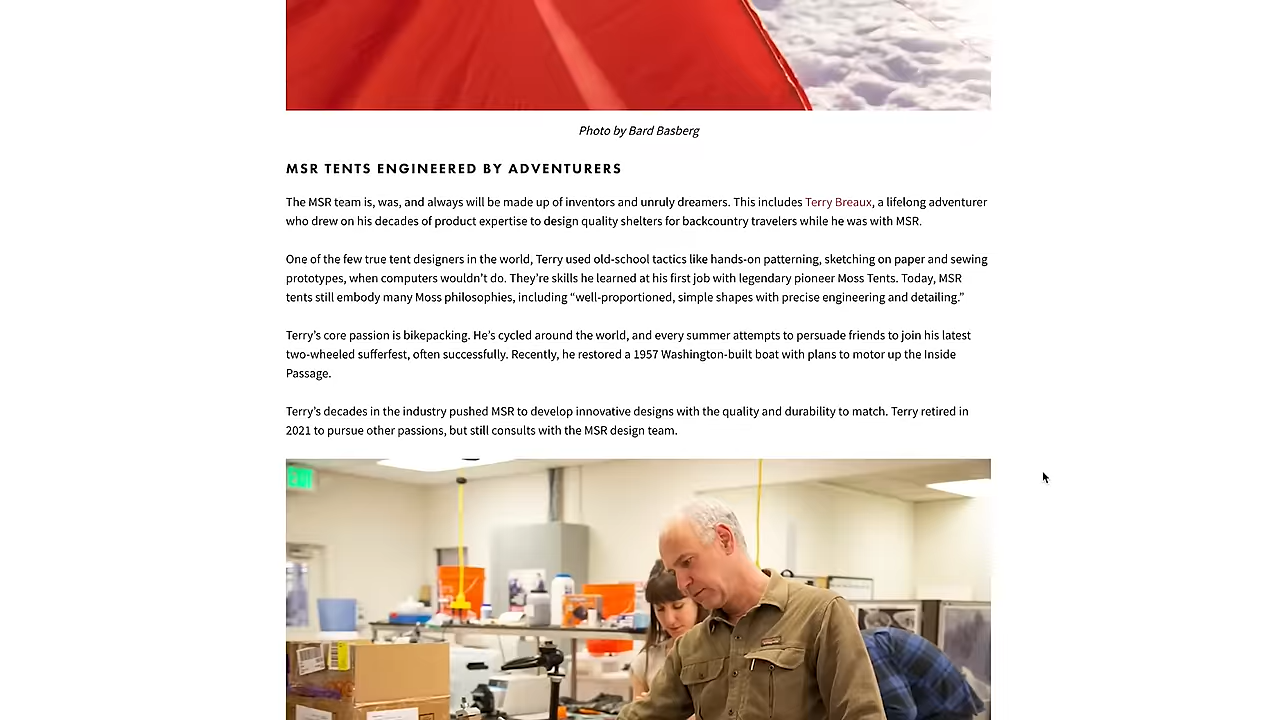 Photo by Bard Basberg
MSR TENTS ENGINEERED BY ADVENTURERS
The MSR team is, was, and always will be made up of inventors and unruly dreamers. This includes Terry Breaux, a lifelong adventurer
who drew on his decades of product expertise to design quality shelters for backcountry travelers while he was with MSR.
One of the few true tent designers in the world, Terry used old-school tactics like hands-on patterning, sketching on paper and sewing
prototypes, when computers wouldn’t do. They’re skills he learned at his first job with legendary pioneer Moss Tents. Today, MSR
tents still embody many Moss philosophies, including “well-proportioned, simple shapes with precise engineering and detailing.”
Terry’s core passion is bikepacking. He’s cycled around the world, and every summer attempts to persuade friends to join his latest
two-wheeled sufferfest, often successfully. Recently, he restored a 1957 Washington-built boat with plans to motor up the Inside
Passage.
Terry’s decades in the industry pushed MSR to develop innovative designs with the quality and durability to match. Terry retired in
2021 to pursue other passions, but still consults with the MSR design team.
EXIT